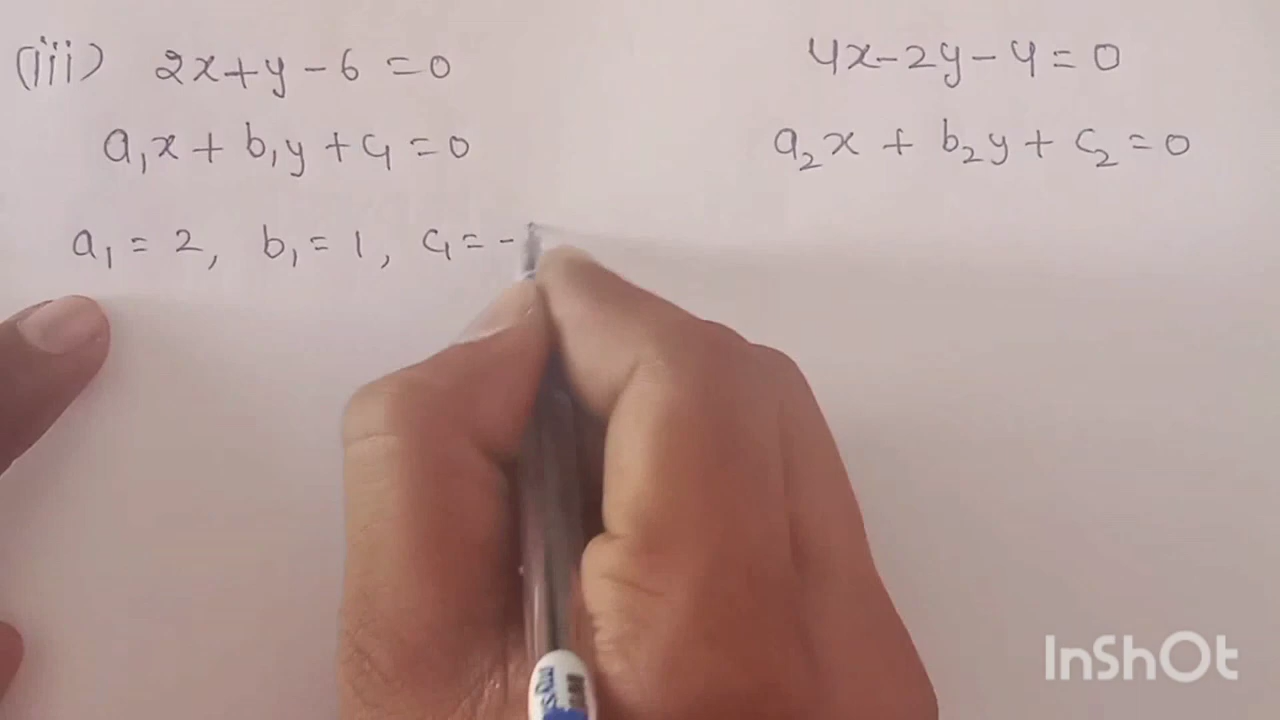 (iii) 2x+y-6=0 4x-2y-4=0
a₁x + b₁y + c₁ = 0 a₂x + b₂y + c₂ = 0
a₁ = 2, b₁ = 1, c₁ = -
InShOt